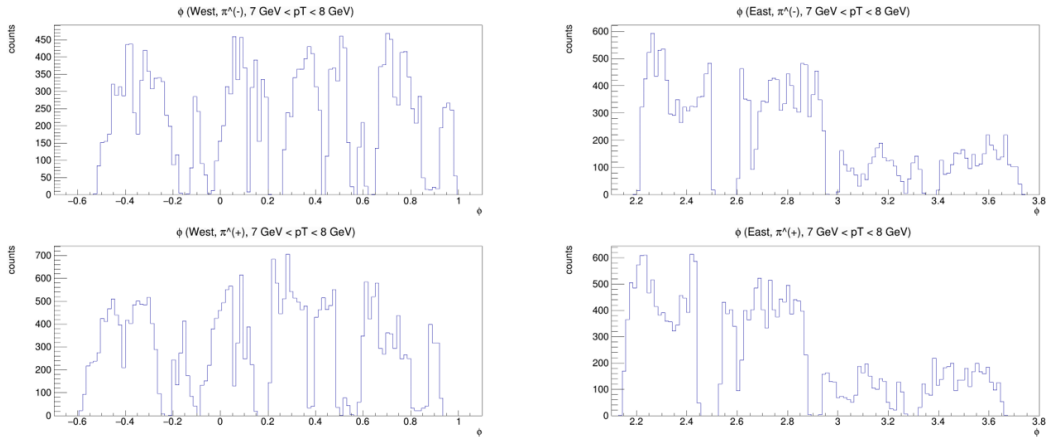 φ (West, π^(-), 7 GeV < pT < 8 GeV)
counts
450
400
350
300
250
200
150
100
50
0
−0.6 −0.4 −0.2 0 0.2 0.4 0.6 0.8 1
φ
φ (East, π^(-), 7 GeV < pT < 8 GeV)
counts
600
500
400
300
200
100
0
2.2 2.4 2.6 2.8 3 3.2 3.4 3.6 3.8
φ
φ (West, π^(+), 7 GeV < pT < 8 GeV)
counts
700
600
500
400
300
200
100
0
−0.6 −0.4 −0.2 0 0.2 0.4 0.6 0.8 1
φ
φ (East, π^(+), 7 GeV < pT < 8 GeV)
counts
600
500
400
300
200
100
0
2.2 2.4 2.6 2.8 3 3.2 3.4 3.6 3.8
φ